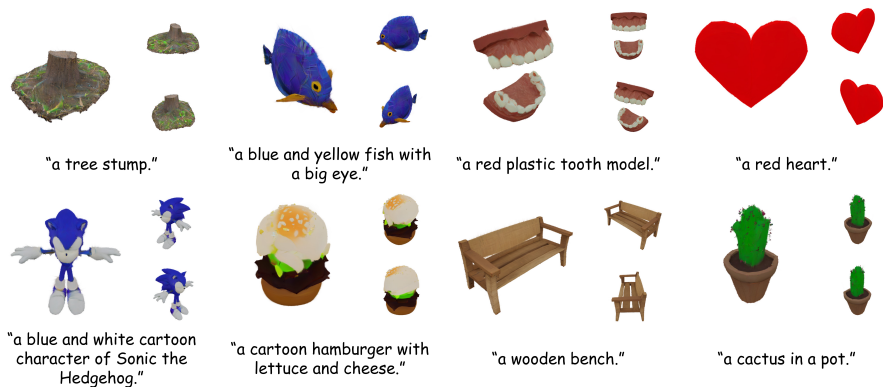 “a tree stump.”
“a blue and yellow fish with
a big eye.”
“a red plastic tooth model.”
“a red heart.”
“a blue and white cartoon
character of Sonic the
Hedgehog.”
“a cartoon hamburger with
lettuce and cheese.”
“a wooden bench.”
“a cactus in a pot.”